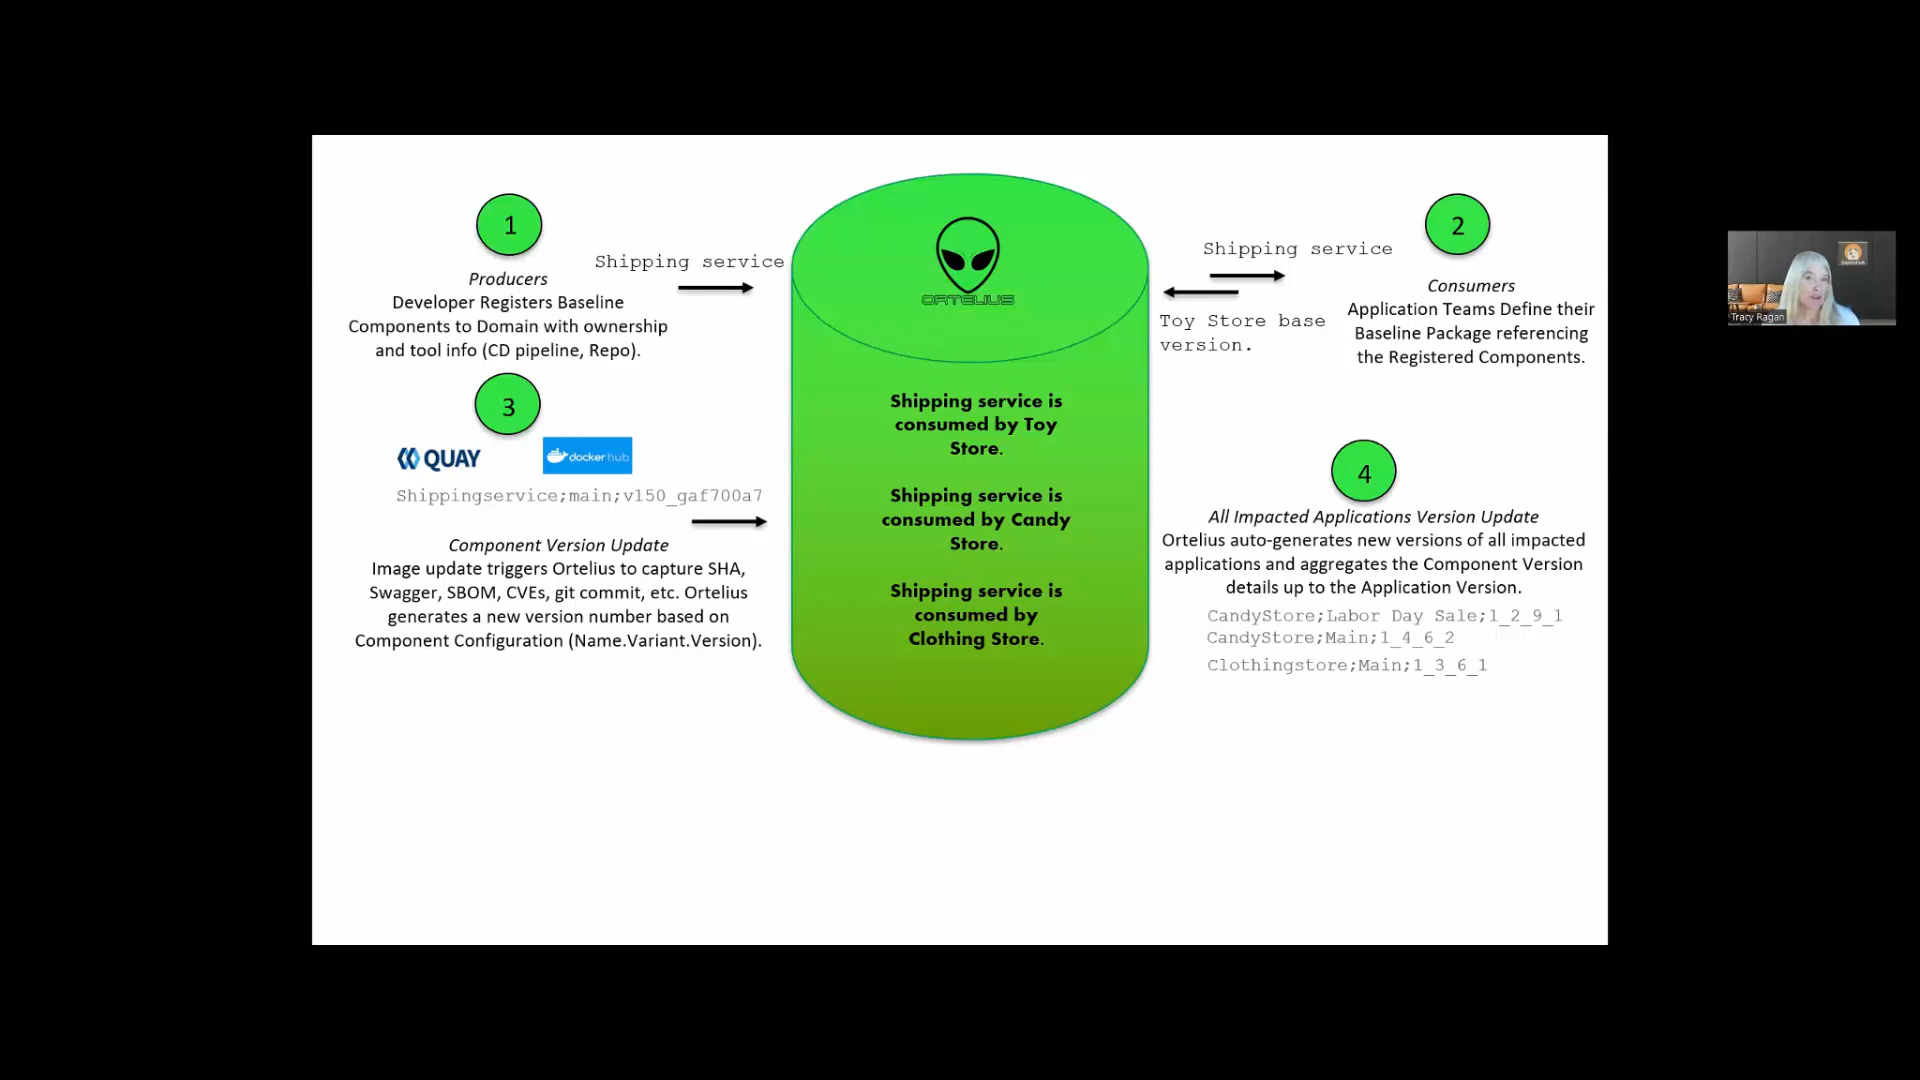 1
Producers
Developer Registers Baseline
Components to Domain with ownership
and tool info (CD pipeline, Repo).
Shipping service
ORTELIUS
Shipping service
Toy Store base
version.
2
Consumers
Application Teams Define their
Baseline Package referencing
the Registered Components.
3
QUAY
docker hub
Shippingservice;main;v150_gaf700a7
Component Version Update
Image update triggers Ortelius to capture SHA,
Swagger, SBOM, CVEs, git commit, etc. Ortelius
generates a new version number based on
Component Configuration (Name.Variant.Version).
Shipping service is
consumed by Toy
Store.
Shipping service is
consumed by Candy
Store.
Shipping service is
consumed by
Clothing Store.
4
All Impacted Applications Version Update
Ortelius auto-generates new versions of all impacted
applications and aggregates the Component Version
details up to the Application Version.
CandyStore;Labor Day Sale;1_2_9_1
CandyStore;Main;1_4_6_2
Clothingstore;Main;1_3_6_1
Tracy Ragan